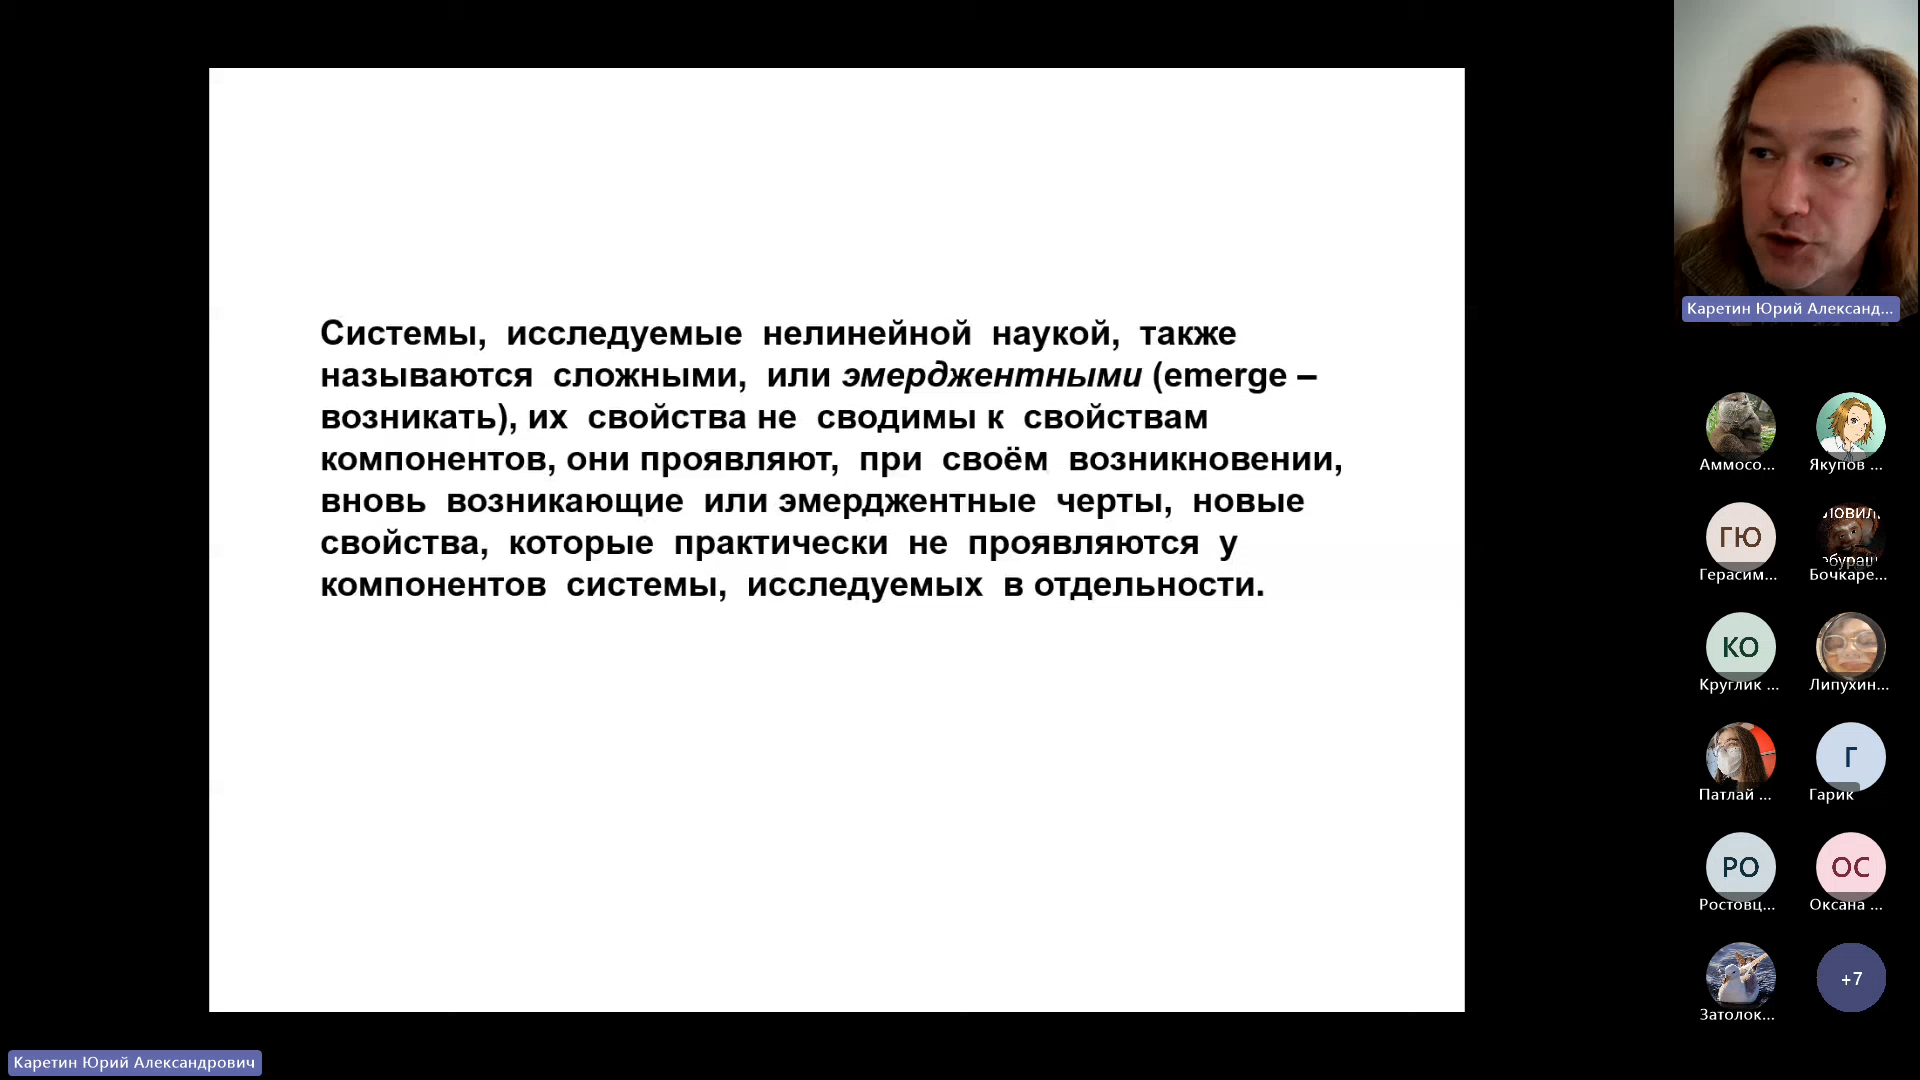 Системы, исследуемые нелинейной наукой, также
называются сложными, или эмерджентными (emerge –
возникать), их свойства не сводимы к свойствам
компонентов, они проявляют, при своём возникновении,
вновь возникающие или эмерджентные черты, новые
свойства, которые практически не проявляются у
компонентов системы, исследуемых в отдельности.
Каретин Юрий Александ...
Аммосо...
Якупов ...
ГЮ
Герасим...
Бочкаре...
КО
Круглик ...
Липухин...
Патлай ...
Г
Гарик
РО
Ростовц...
ОС
Оксана ...
Затолок...
+7
Каретин Юрий Александрович